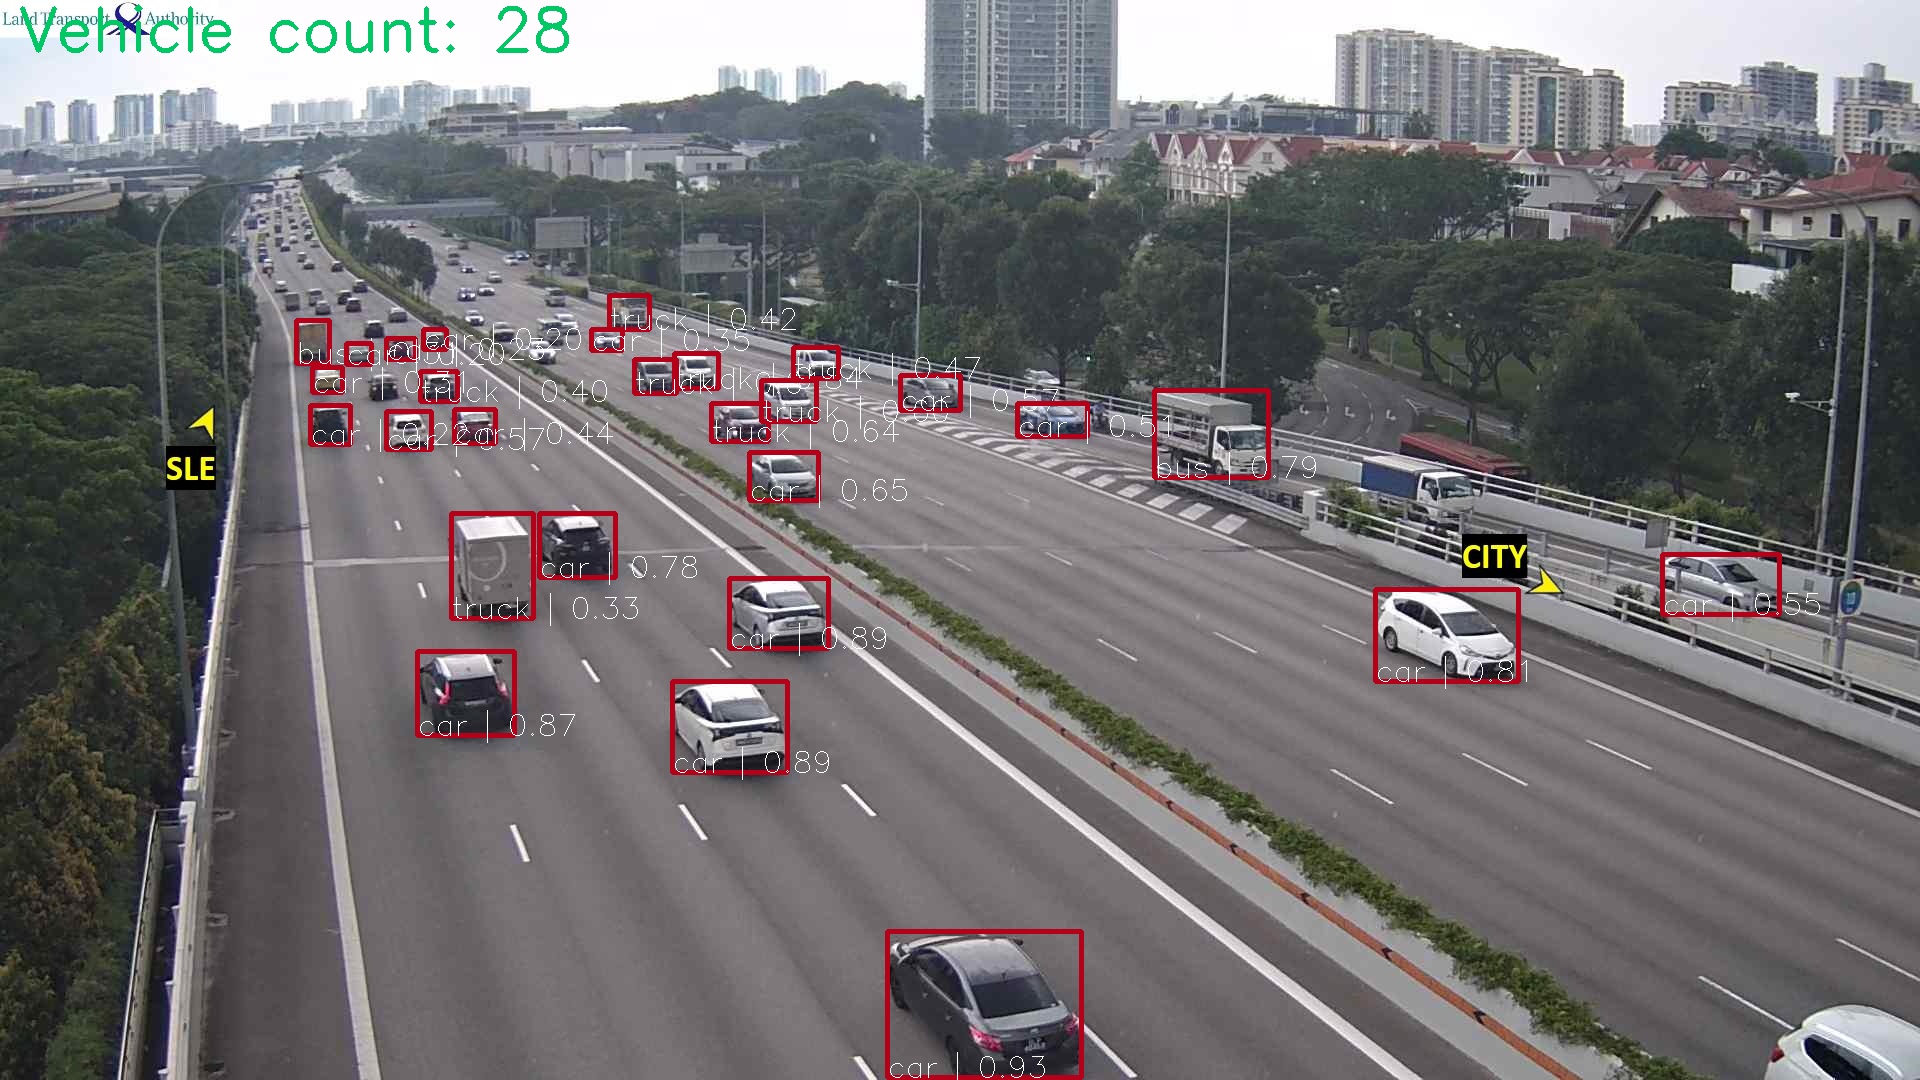 Land Transport Authority
Vehicle count: 28
truck | 0.42
car | 0.35
truck | 0.40
car | 0.57
car | 0.51
bus | 0.79
truck | 0.64
0.44
SLE
car | 0.65
CITY
car | 0.78
car | 0.55
truck | 0.33
car | 0.89
car | 0.81
car | 0.87
car | 0.89
car | 0.93